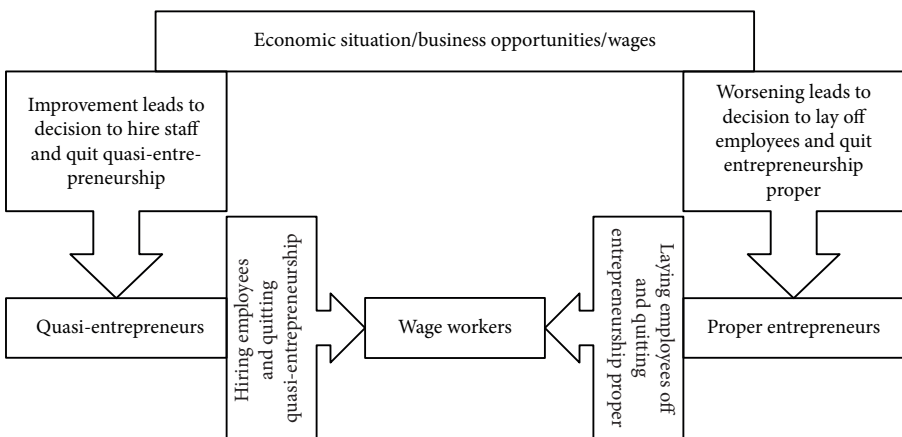 Economic situation/business opportunities/wages
Improvement leads to
decision to hire staff
and quit quasi-entre-
preneurship
Worsening leads to
decision to lay off
employees and quit
entrepreneurship
proper
Hiring employees
and quitting
quasi-entrepreneurship
Laying employees off
and quitting
entrepreneurship proper
Quasi-entrepreneurs
Wage workers
Proper entrepreneurs